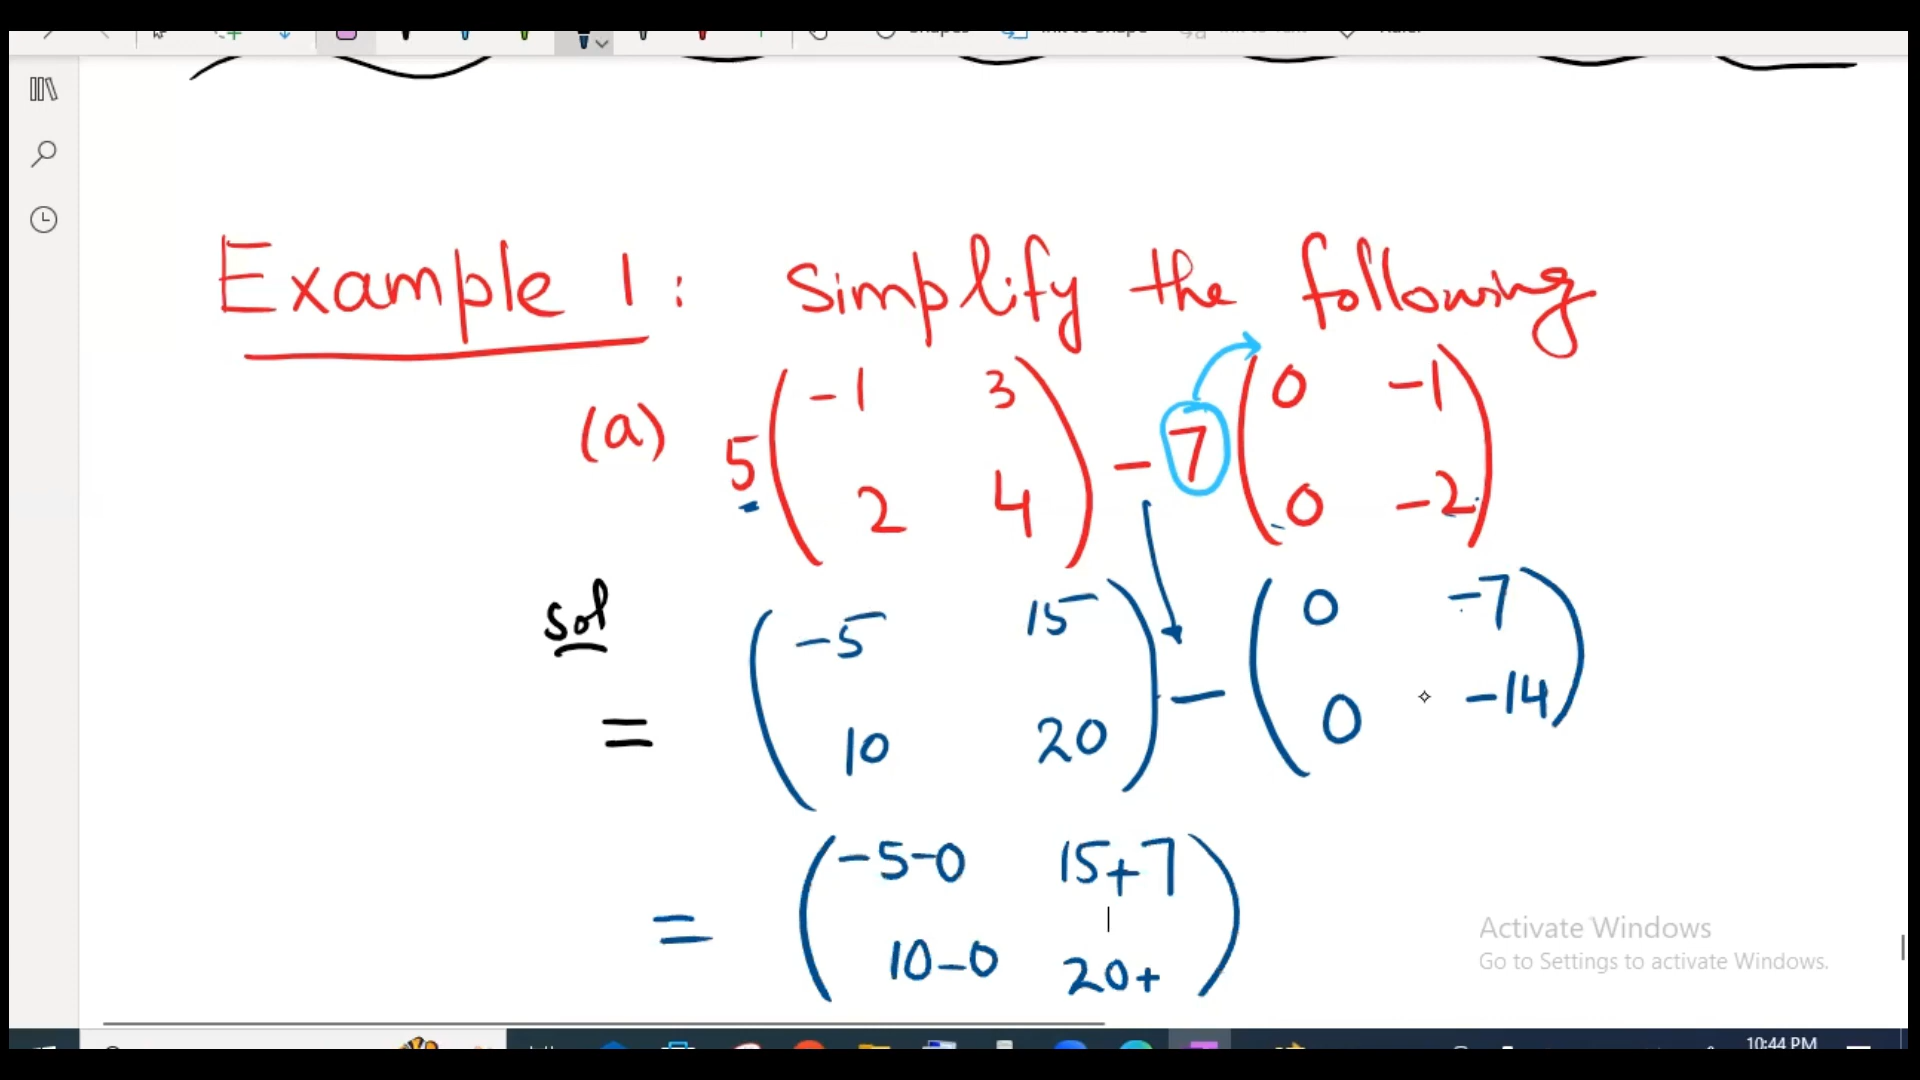 Example 1: Simplify the following
(a) 5 ( -1 3 ) - 7 ( 0 -1 )
( 2 4 ) ( 0 -2 )
Sol
= ( -5 15 ) - ( 0 -7 )
( 10 20 ) ( 0 -14 )
= ( -5-0 15+7 )
( 10-0 20+ )
Activate Windows
Go to Settings to activate Windows.
10:44 PM